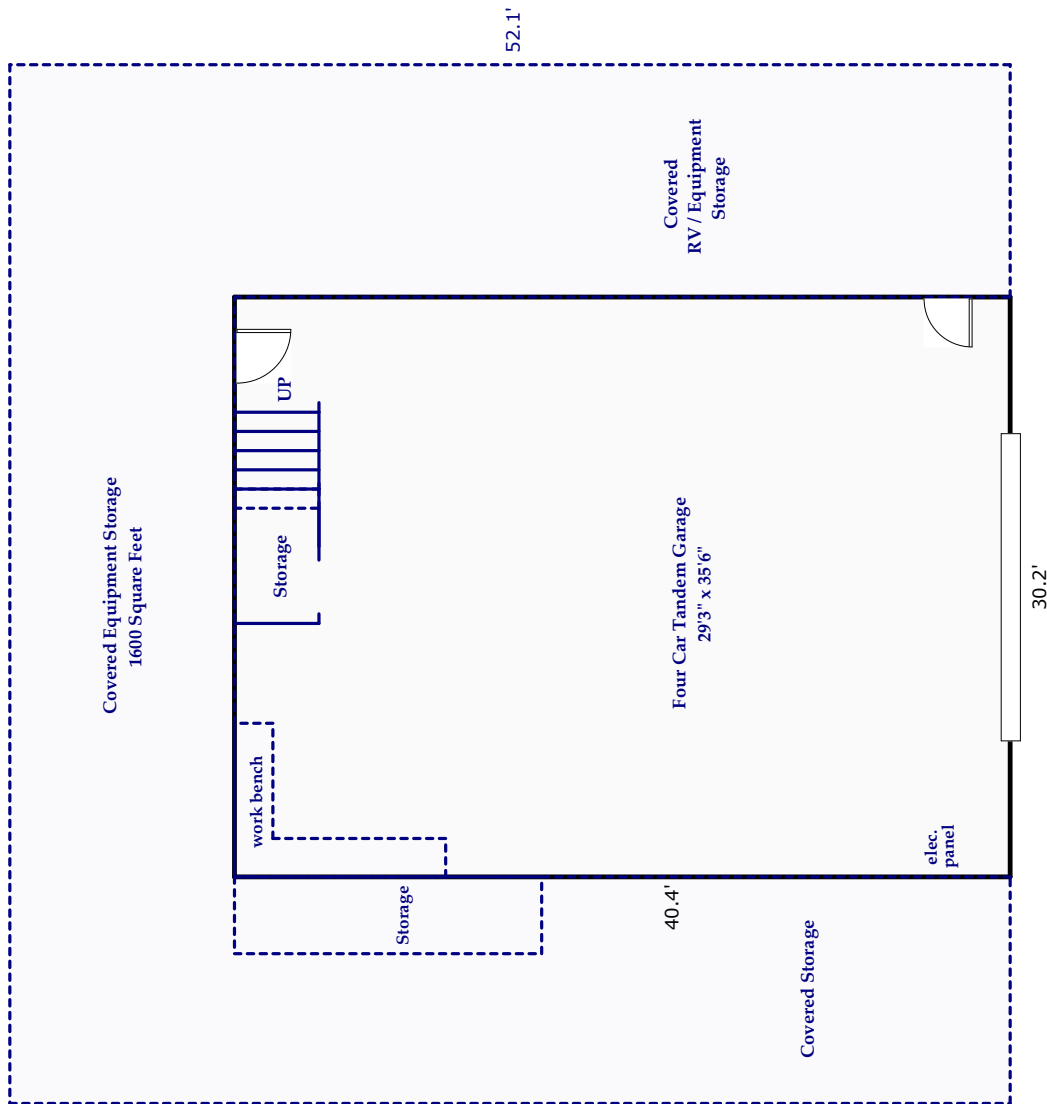 52.1'
Covered
RV / Equipment
Storage
UP
Covered Equipment Storage
1600 Square Feet
Storage
Four Car Tandem Garage
29'3" x 35'6"
30.2'
work bench
elec.
panel
Storage
40.4'
Covered Storage